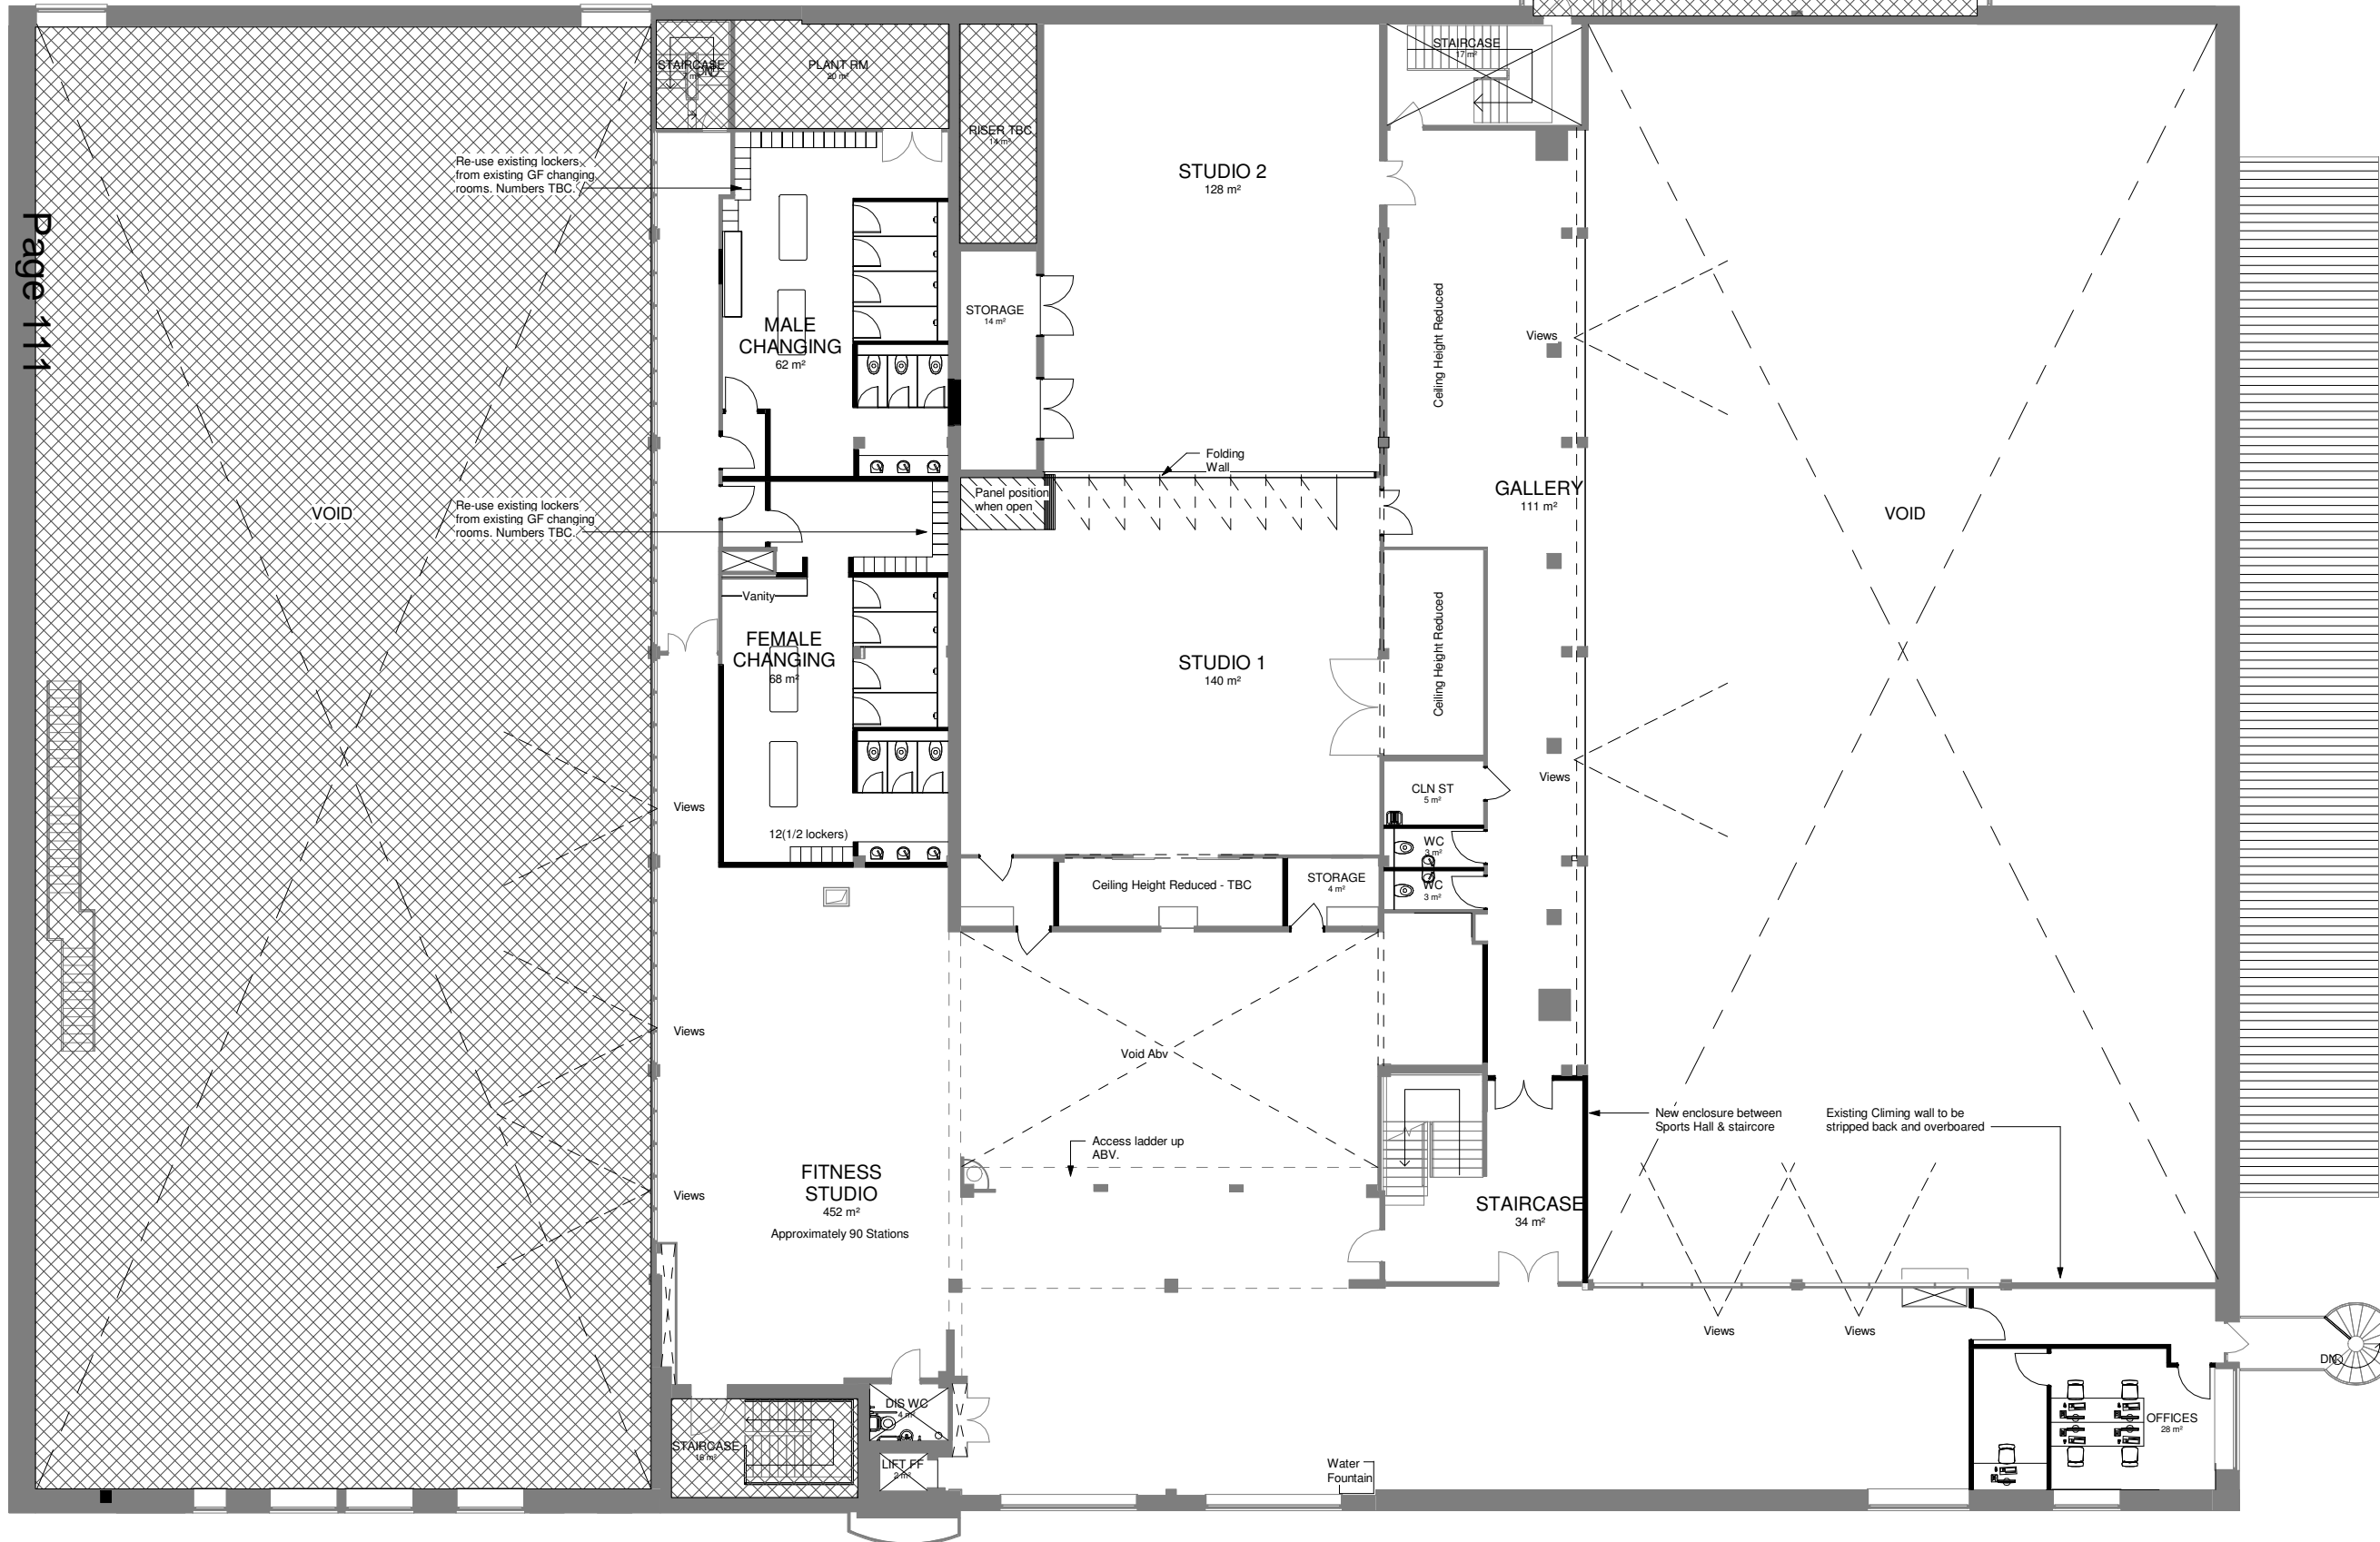 STAIRCASE
17 m²
STAIRCASE
DN
PLANT RM
20 m²
RISER TBC
14 m²
Re-use existing lockers
from existing GF changing
rooms. Numbers TBC.
STUDIO 2
128 m²
Page 111
STORAGE
14 m²
MALE
CHANGING
62 m²
Ceiling Height Reduced
Views
Folding
Wall
Panel position
when open
GALLERY
111 m²
VOID
VOID
Re-use existing lockers
from existing GF changing
rooms. Numbers TBC.
Vanity
FEMALE
CHANGING
68 m²
STUDIO 1
140 m²
Ceiling Height Reduced
Views
CLN ST
5 m²
Views
12(1/2 lockers)
WC
3 m²
WC
3 m²
Ceiling Height Reduced - TBC
STORAGE
4 m²
Views
Void Abv
New enclosure between
Sports Hall & staircore
Existing Climing wall to be
stripped back and overboarded
Access ladder up
ABV.
FITNESS
STUDIO
452 m²
Approximately 90 Stations
Views
STAIRCASE
34 m²
Views
Views
DN
DIS WC
4 m²
OFFICES
28 m²
STAIRCASE
16 m²
LIFT FF
2 m²
Water
Fountain